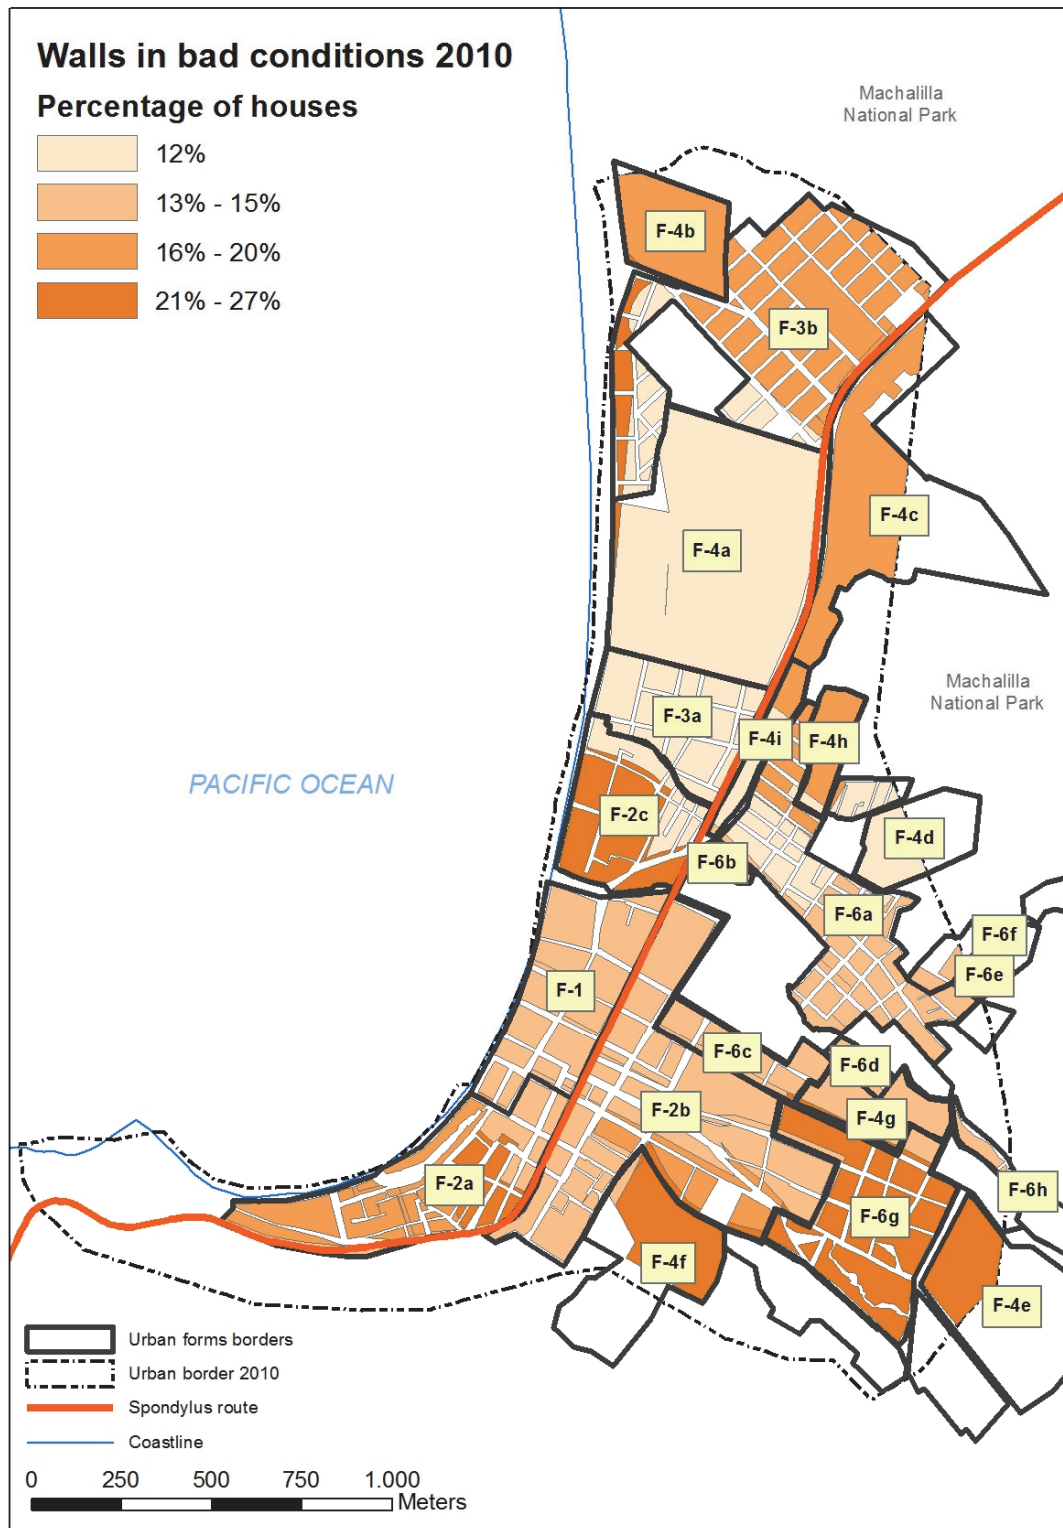 Walls in bad conditions 2010
Percentage of houses
12%
13% - 15%
16% - 20%
21% - 27%
Machalilla
National Park
F-4b
F-3b
F-4c
F-4a
Machalilla
National Park
F-3a
F-4i
F-4h
PACIFIC OCEAN
F-2c
F-4d
F-6b
F-6a
F-6f
F-6e
F-1
F-6c
F-6d
F-2b
F-4g
F-2a
F-6h
F-6g
F-4f
F-4e
Urban forms borders
Urban border 2010
Spondylus route
Coastline
0 250 500 750 1.000
Meters